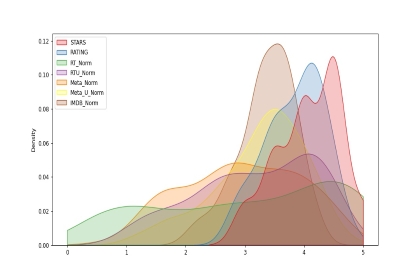 0.12
0.10
0.08
0.06
0.04
0.02
0.00
Density
STARS
RATING
RT_Norm
RTU_Norm
Meta_Norm
Meta_U_Norm
IMDB_Norm
0
1
2
3
4
5